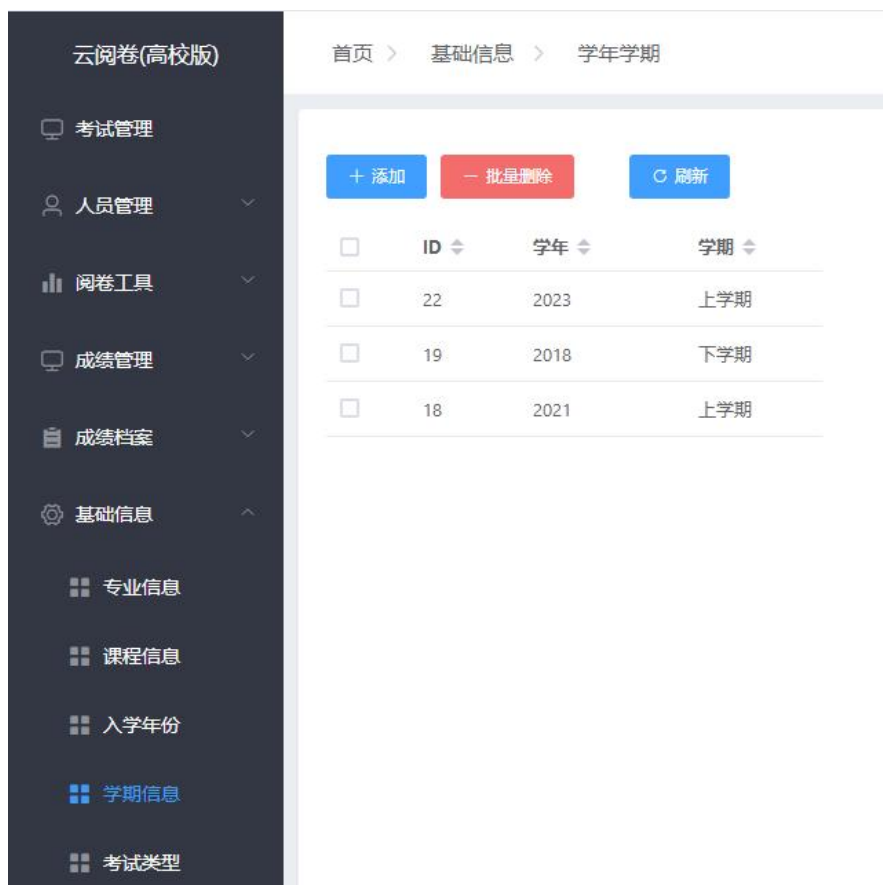 云阅卷(高校版)
首页 > 基础信息 > 学年学期
考试管理
人员管理
阅卷工具
成绩管理
成绩档案
基础信息
专业信息
课程信息
入学年份
学期信息
考试类型
+ 添加 − 批量删除 刷新
ID 学年 学期
22 2023 上学期
19 2018 下学期
18 2021 上学期